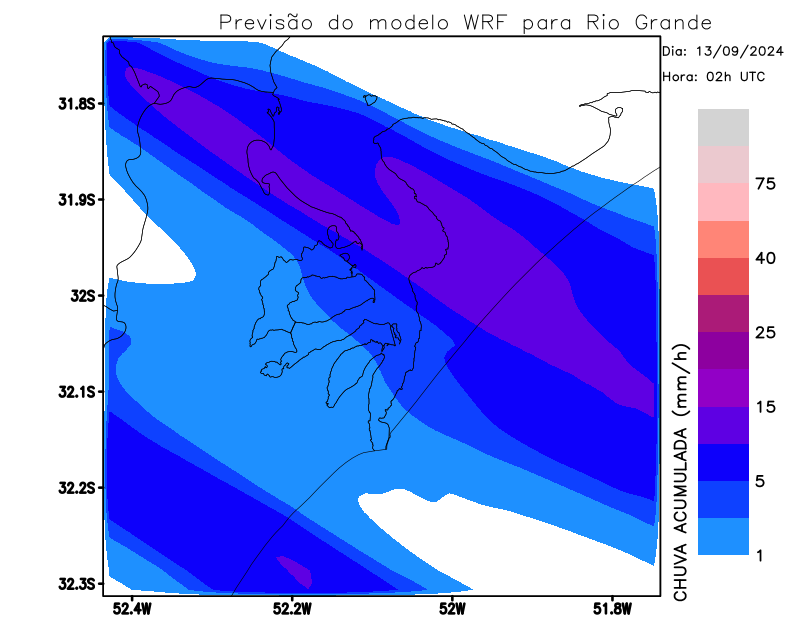 Previsão do modelo WRF para Rio Grande
Dia: 13/09/2024
Hora: 02h UTC
31.8S
31.9S
32S
32.1S
32.2S
32.3S
52.4W
52.2W
52W
51.8W
75
40
25
15
5
1
CHUVA ACUMULADA (mm/h)